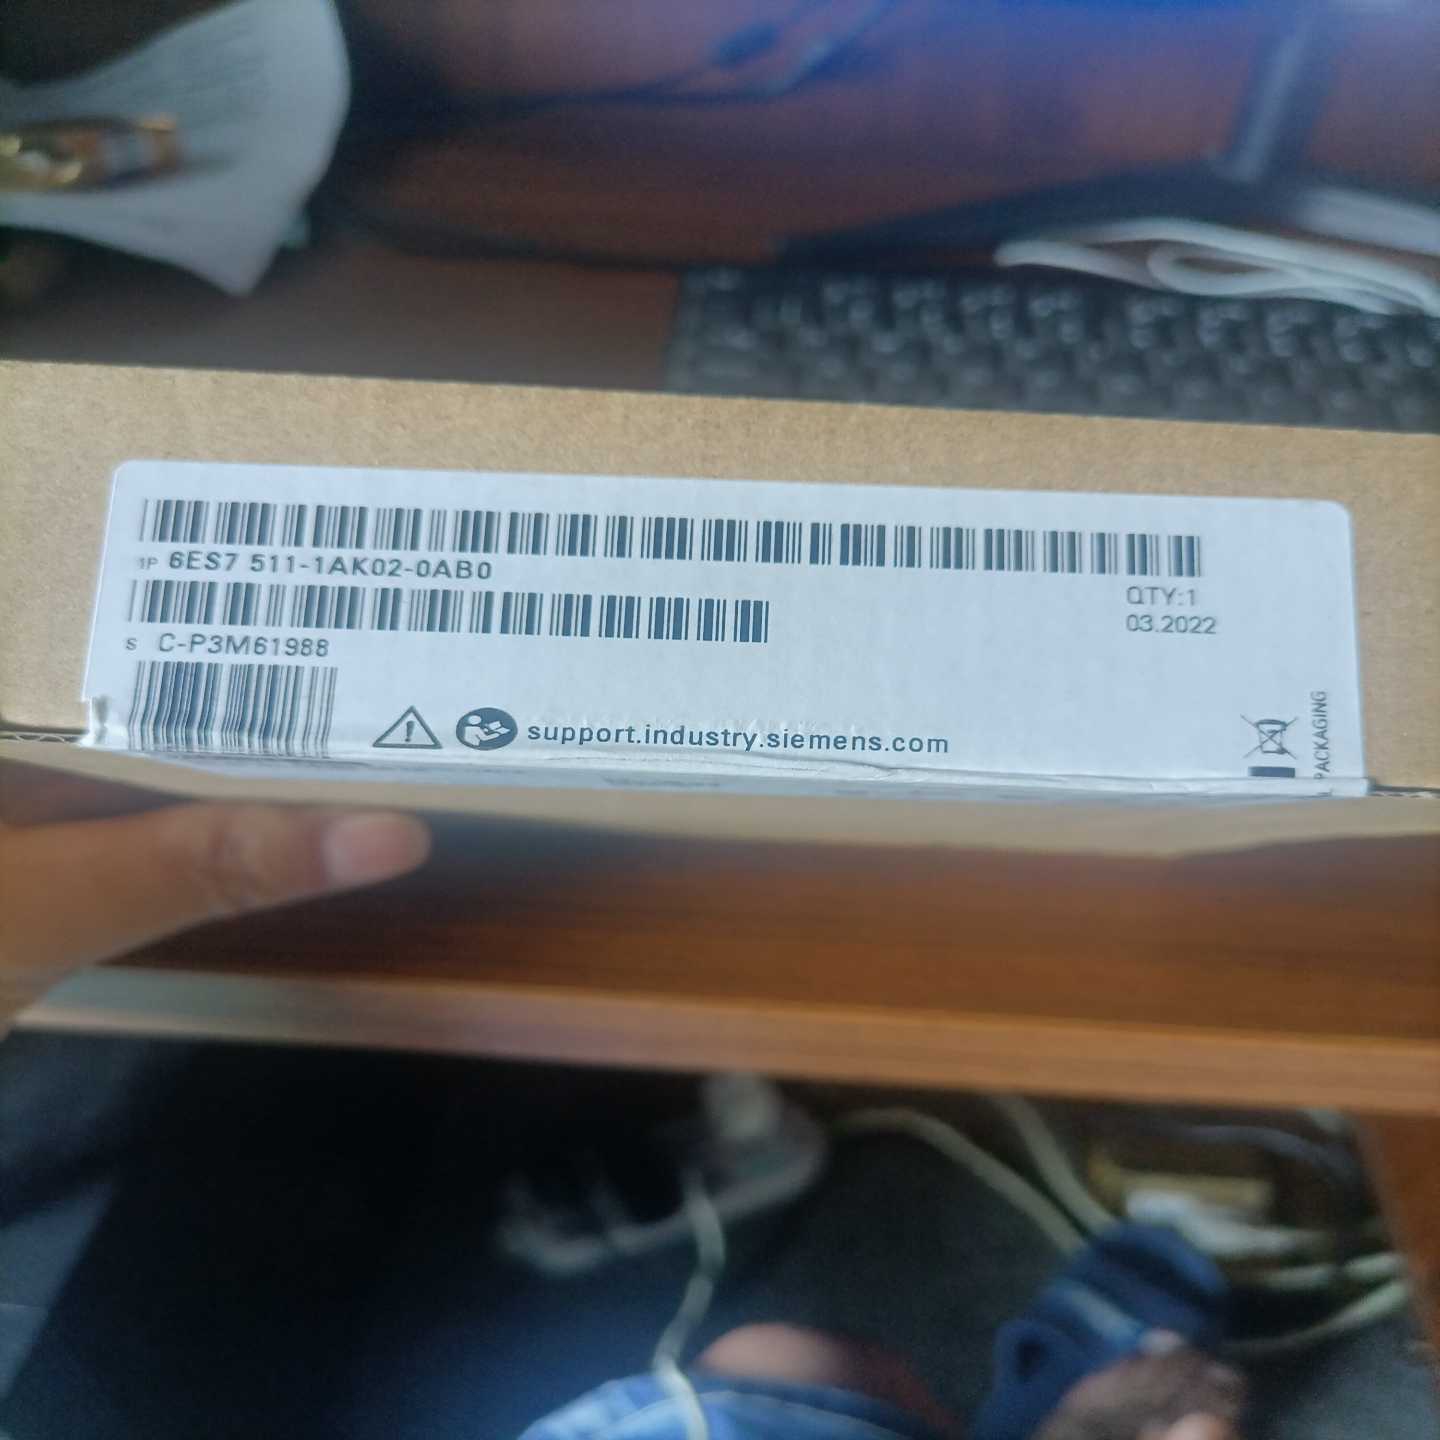 1P 6ES7 511-1AK02-0AB0
QTY:1
03.2022
S C-P3M61988
support.industry.siemens.com
PACKAGING